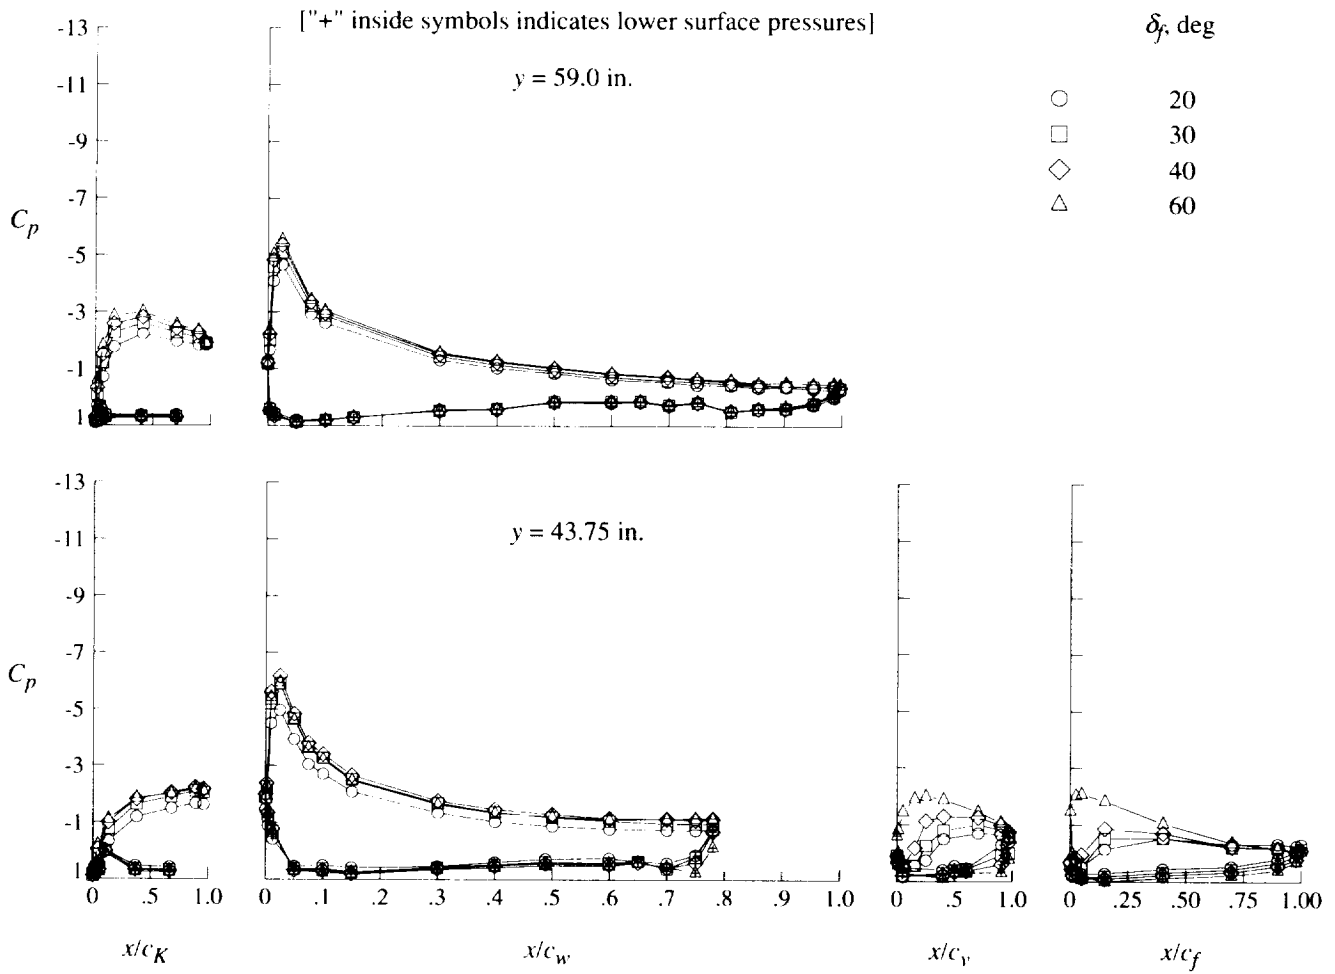 ["+" inside symbols indicates lower surface pressures]
δf, deg
y = 59.0 in.
20
30
40
60
-13
-11
-9
-7
Cp
-5
-3
-1
1
y = 43.75 in.
-13
-11
-9
-7
Cp
-5
-3
-1
1
0 .5 1.0
0 .1 .2 .3 .4 .5 .6 .7 .8 .9 1.0
0 .5 1.0
0 .25 .50 .75 1.00
x/cK
x/cw
x/cv
x/cf